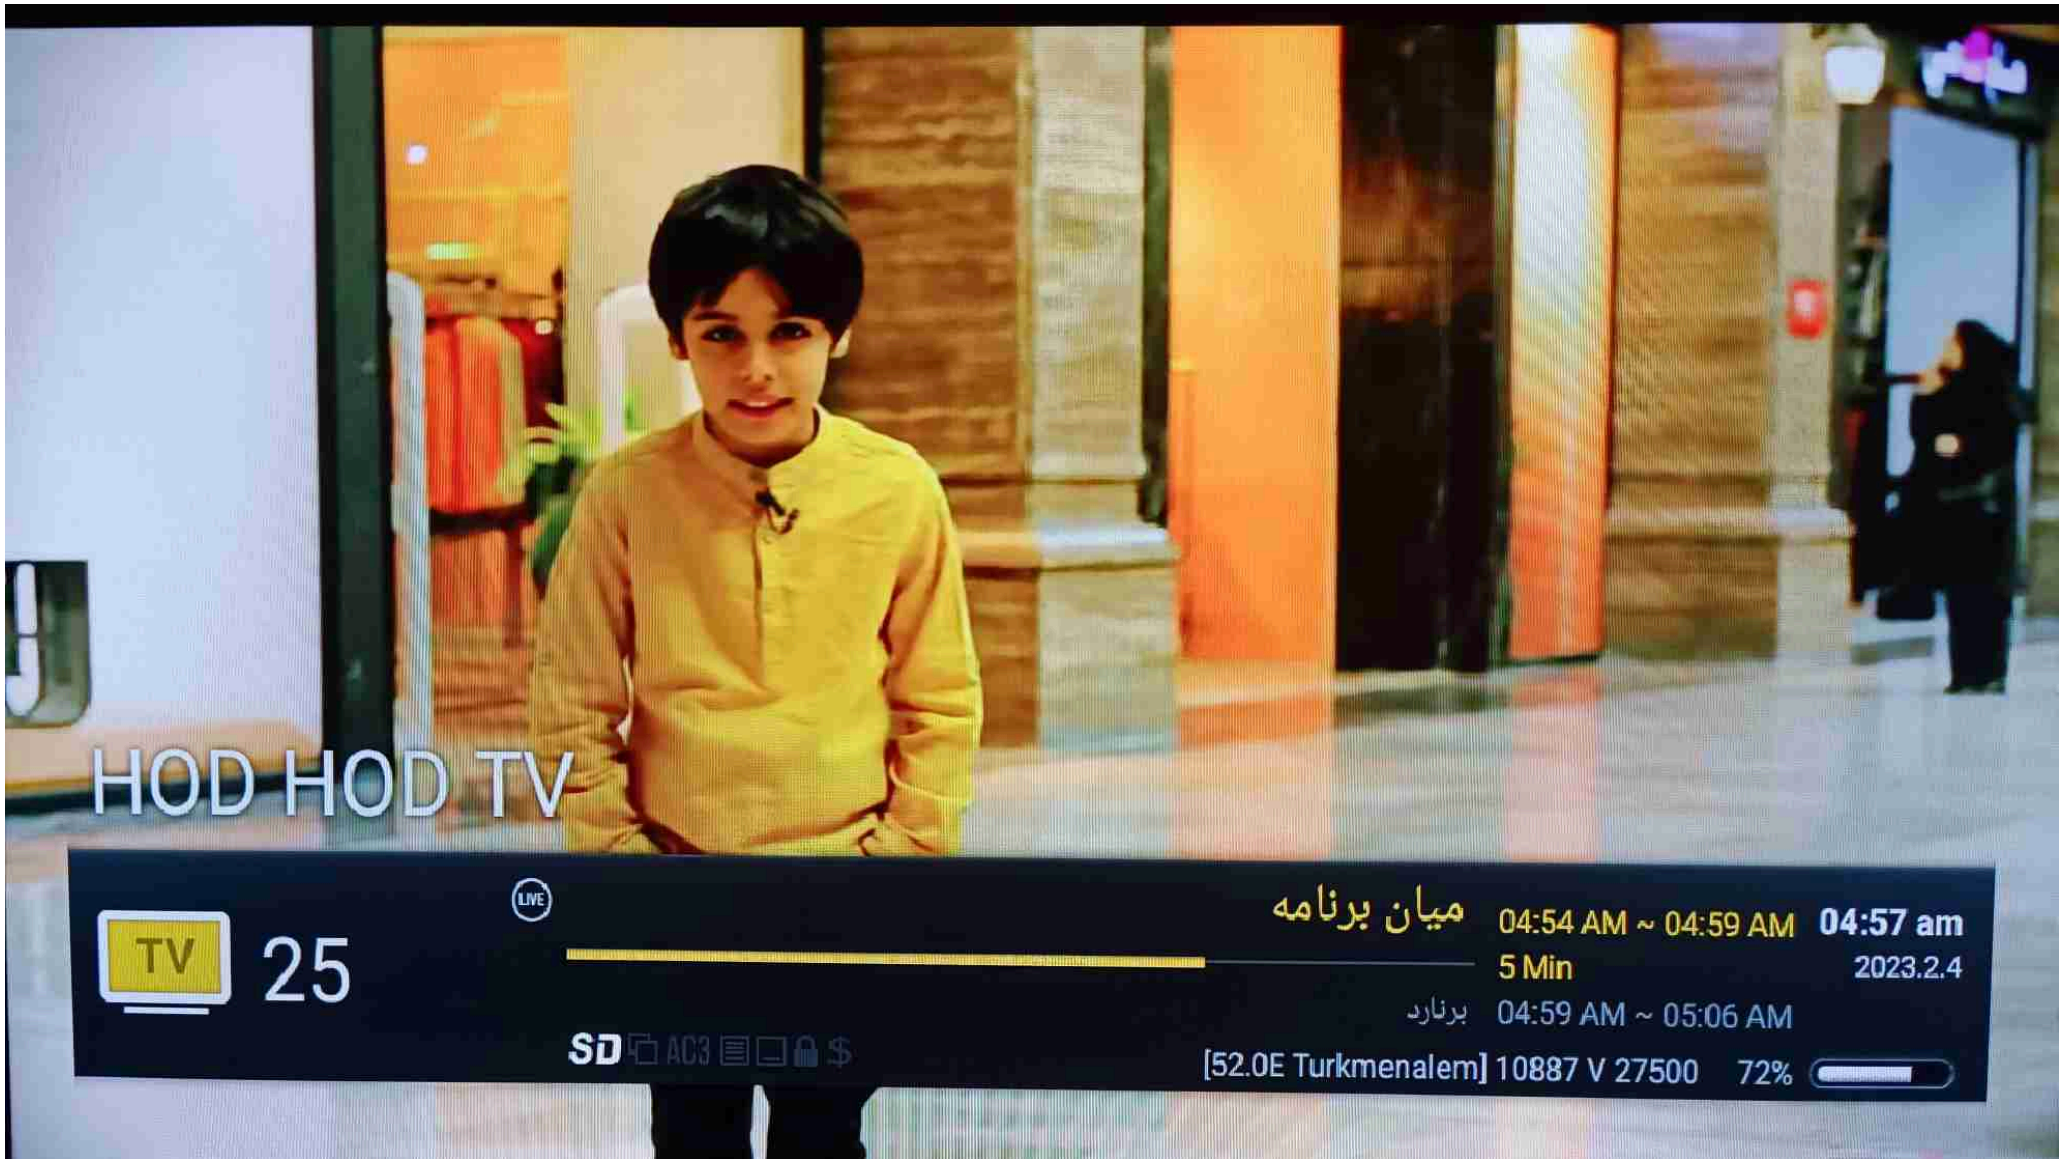 HOD HOD TV
TV
25
LIVE
میان برنامه
04:54 AM ~ 04:59 AM
04:57 am
5 Min
2023.2.4
برنارد
04:59 AM ~ 05:06 AM
SD AC3 $
[52.0E Turkmenalem] 10887 V 27500 72%